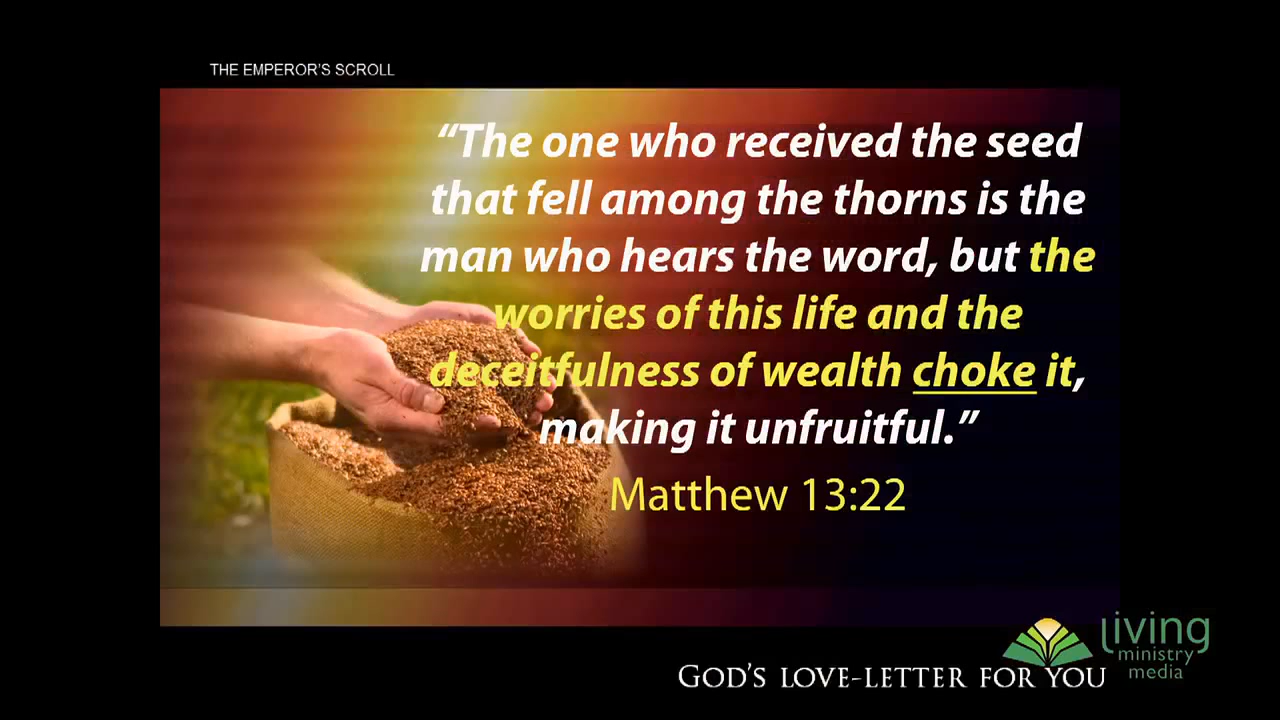 THE EMPEROR'S SCROLL
“The one who received the seed
that fell among the thorns is the
man who hears the word, but the
worries of this life and the
deceitfulness of wealth choke it,
making it unfruitful.”
Matthew 13:22
living
ministry
media
GOD'S LOVE-LETTER FOR YOU